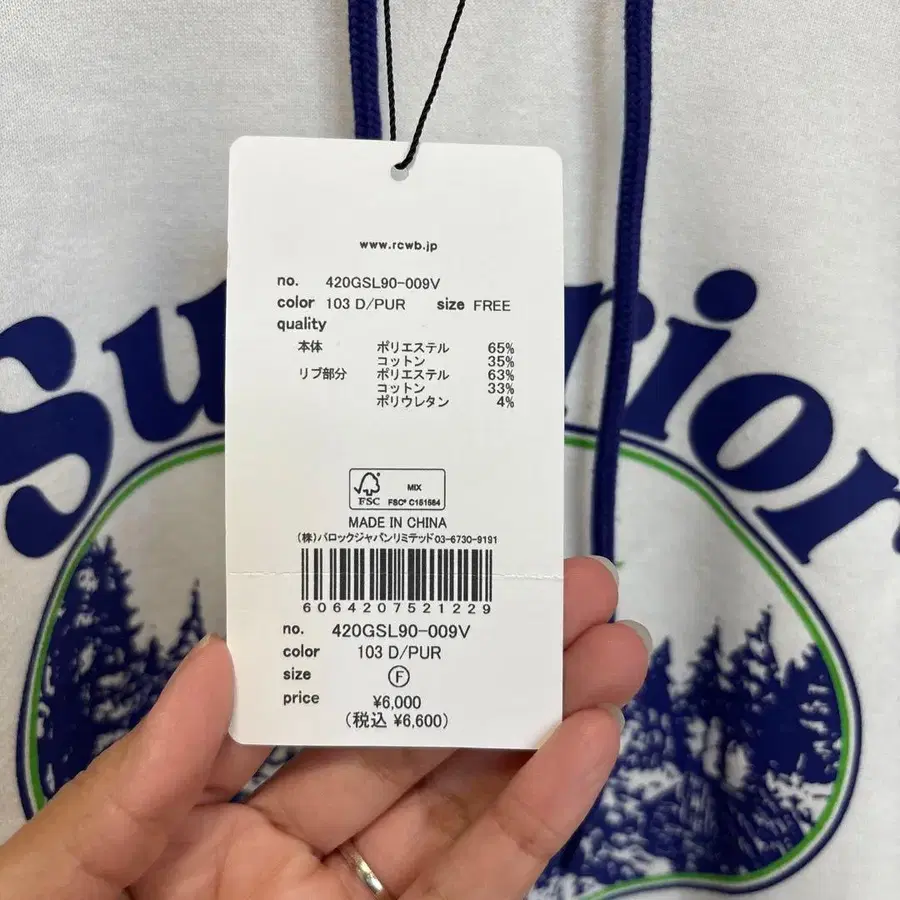 Superior
www.rcwb.jp
no. 420GSL90-009V
color 103 D/PUR size FREE
quality
本体 ポリエステル 65%
コットン 35%
リブ部分 ポリエステル 63%
コットン 33%
ポリウレタン 4%
FSC MIX
FSC® C151584
MADE IN CHINA
(株)バロックジャパンリミテッド03-6730-9191
6064207521229
no. 420GSL90-009V
color 103 D/PUR
size F
price ¥6,000
(税込 ¥6,600)